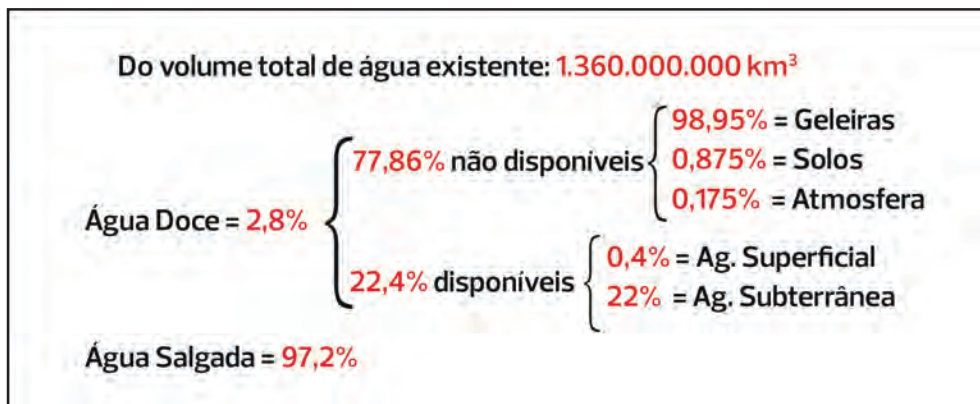 Do volume total de água existente: 1.360.000.000 km³
98,95% = Geleiras
77,86% não disponíveis
0,875% = Solos
0,175% = Atmosfera
Água Doce = 2,8%
0,4% = Ag. Superficial
22,4% disponíveis
22% = Ag. Subterrânea
Água Salgada = 97,2%